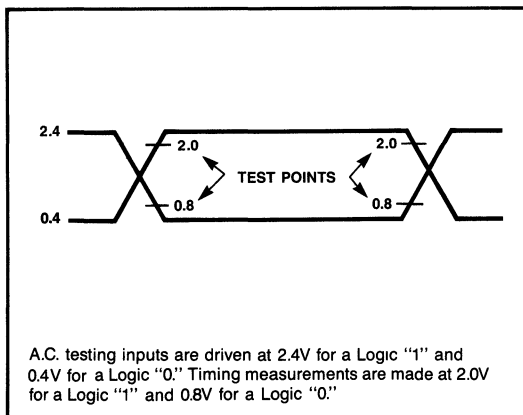 2.4
2.0
2.0
TEST POINTS
0.8
0.8
0.4
A.C. testing inputs are driven at 2.4V for a Logic “1” and
0.4V for a Logic “0.” Timing measurements are made at 2.0V
for a Logic “1” and 0.8V for a Logic “0.”